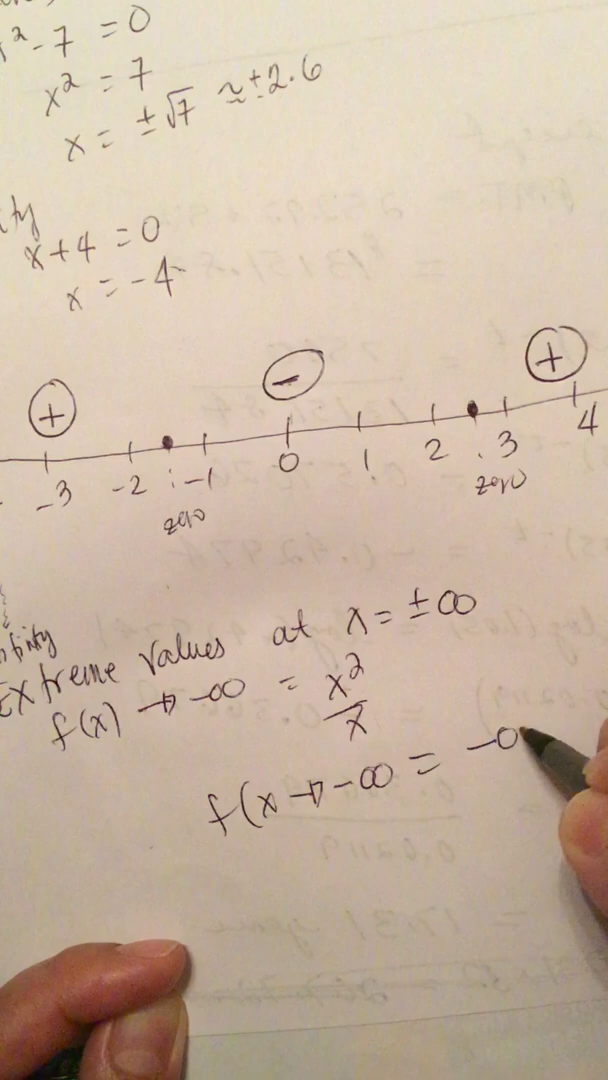 x² - 7 = 0
x² = 7
x = ±√7 ≃ ±2.6
x + 4 = 0
x = -4
+ - +
-3 -2 -1 0 1 2 3 4
zero zero
Extreme values at x = ±∞
f(x) → -∞ = x²/x
f(x → -∞ = -0